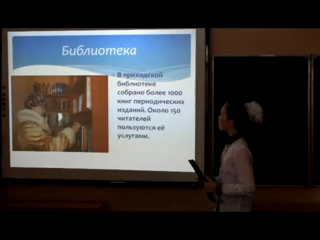 Библиотека
В приходской
библиотеке
собрано более 1000
книг периодических
изданий. Около 150
читателей
пользуются её
услугами.